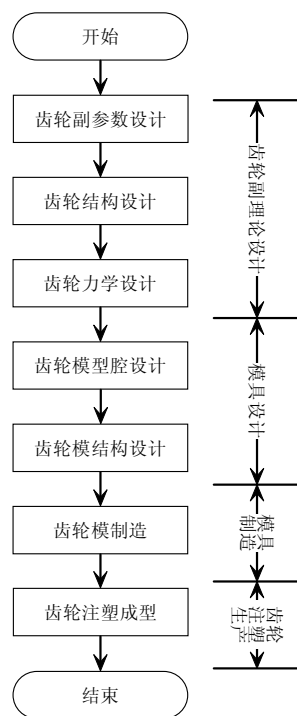 开始
齿轮副参数设计
齿轮结构设计
齿轮力学设计
齿轮模型腔设计
齿轮模结构设计
齿轮模制造
齿轮注塑成型
结束
齿轮副理论设计
模具设计
模具
制造
齿轮
注塑
生产